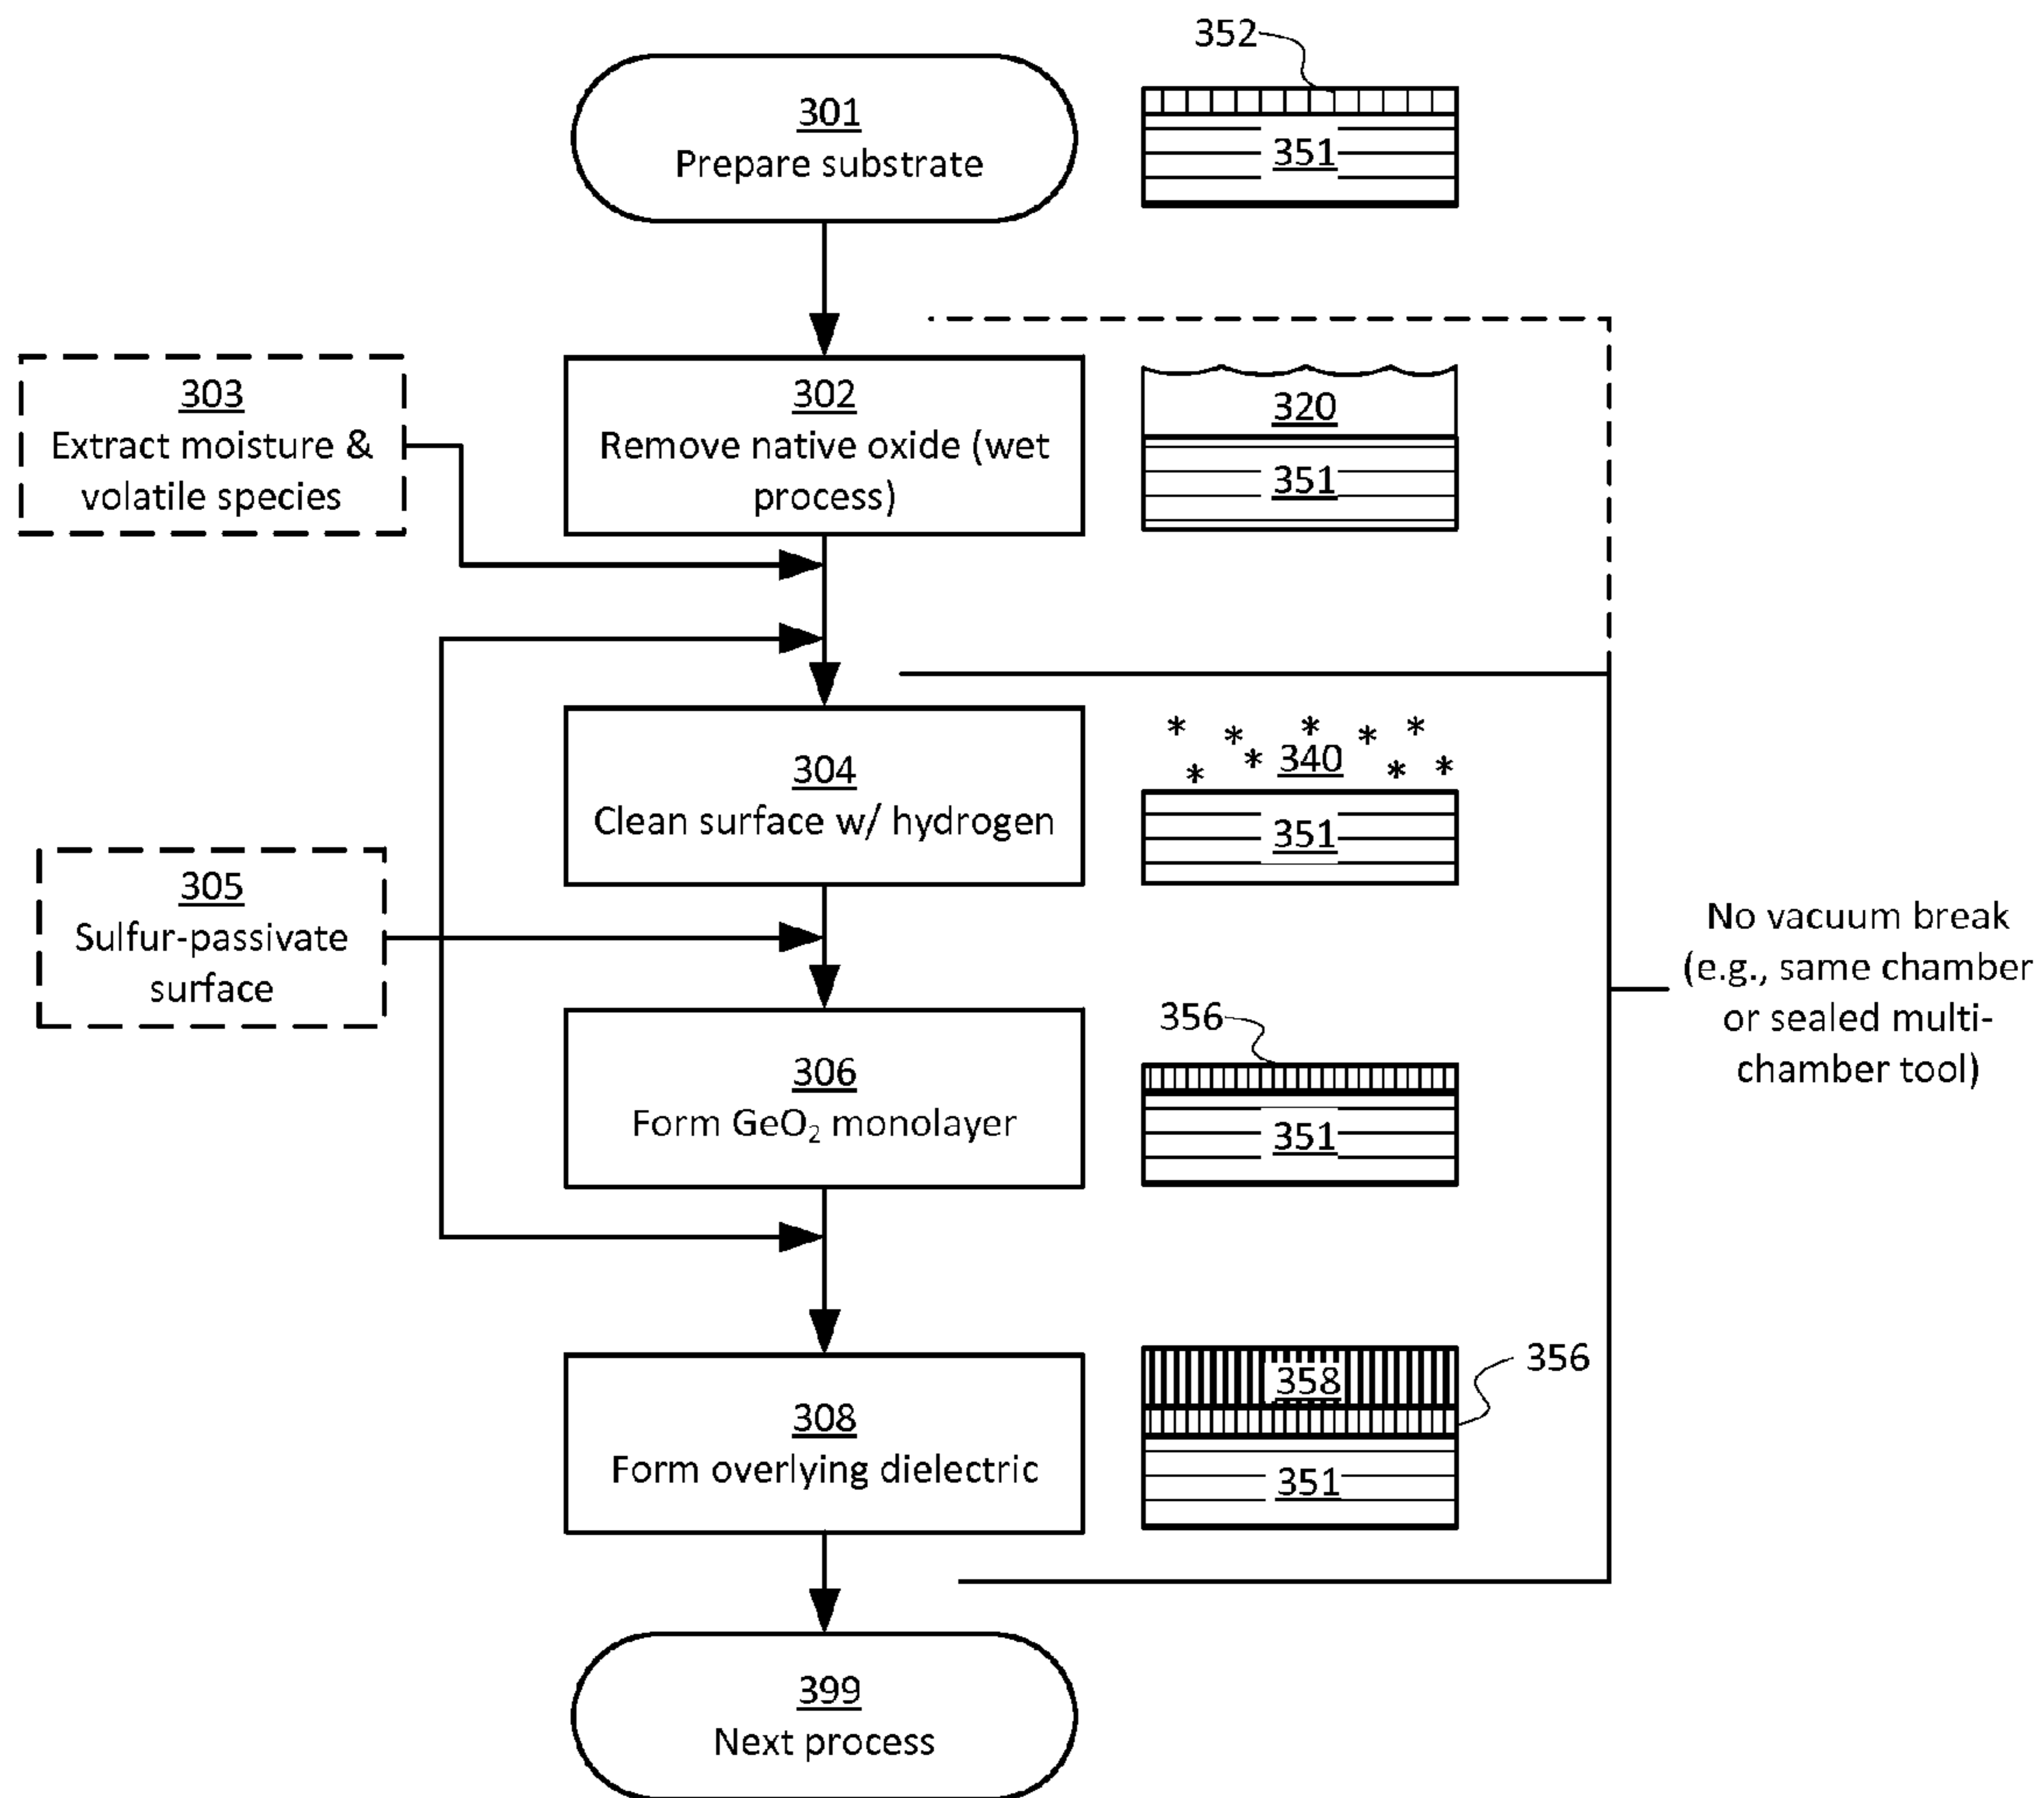 352
301
Prepare substrate
351
303
Extract moisture &
volatile species
302
Remove native oxide (wet
process)
320
351
304
Clean surface w/ hydrogen
340
351
305
Sulfur-passivate
surface
No vacuum break
(e.g., same chamber
or sealed multi-
chamber tool)
306
Form GeO₂ monolayer
356
351
308
Form overlying dielectric
358
356
351
399
Next process